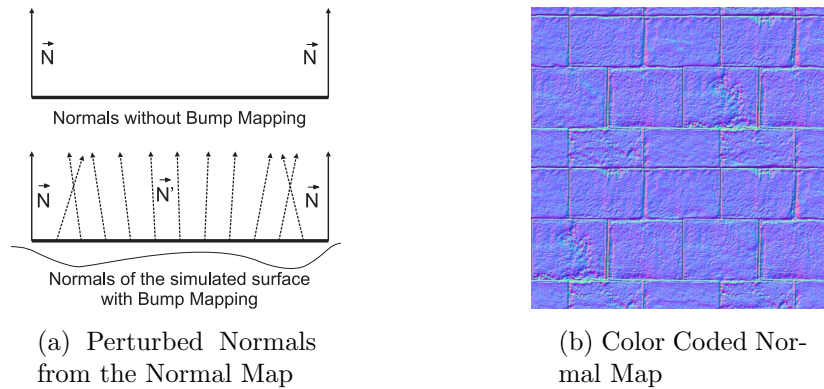 N
N
Normals without Bump Mapping
N
N'
N
Normals of the simulated surface
with Bump Mapping
(a) Perturbed Normals
from the Normal Map
(b) Color Coded Nor-
mal Map